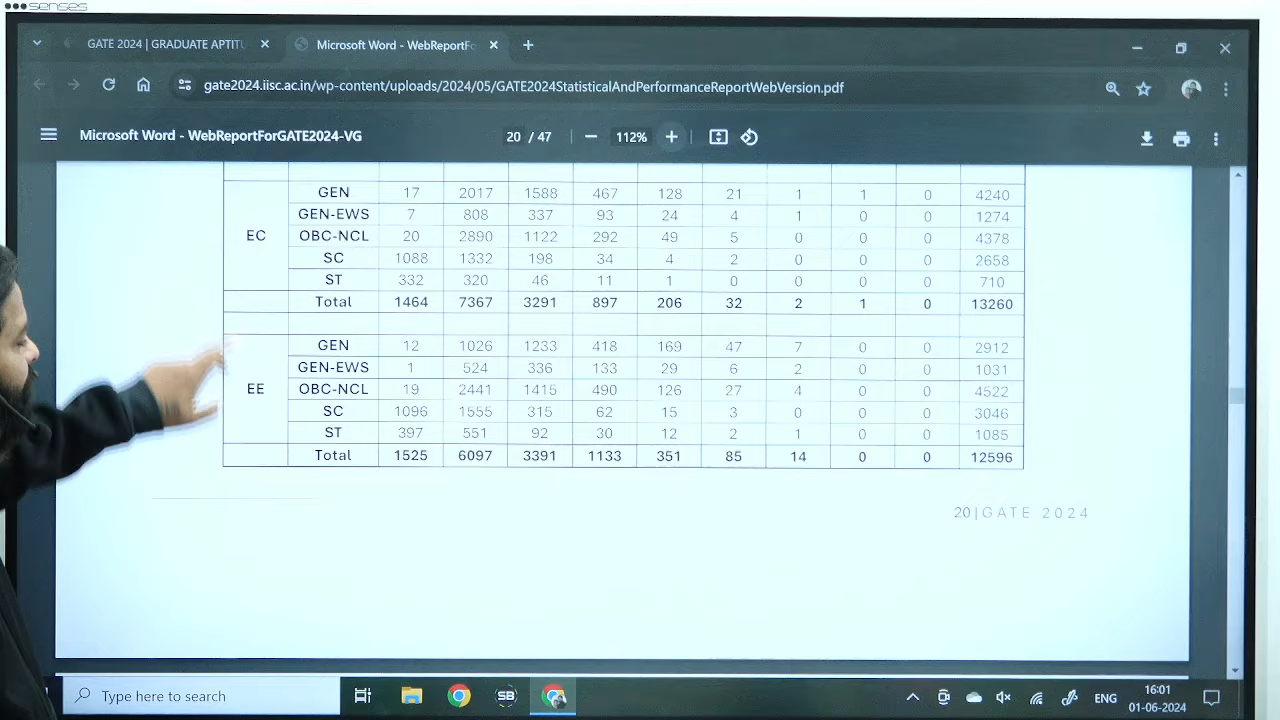 senses
GATE 2024 | GRADUATE APTITU
Microsoft Word - WebReportFo
gate2024.iisc.ac.in/wp-content/uploads/2024/05/GATE2024StatisticalAndPerformanceReportWebVersion.pdf
Microsoft Word - WebReportForGATE2024-VG 20 / 47 112%
GEN 17 2017 1588 467 128 21 1 1 0 4240
GEN-EWS 7 808 337 93 24 4 1 0 0 1274
EC OBC-NCL 20 2890 1122 292 49 5 0 0 0 4378
SC 1088 1332 198 34 4 2 0 0 0 2658
ST 332 320 46 11 1 0 0 0 0 710
Total 1464 7367 3291 897 206 32 2 1 0 13260
GEN 12 1026 1233 418 169 47 7 0 0 2912
GEN-EWS 1 524 336 133 29 6 2 0 0 1031
EE OBC-NCL 19 2441 1415 490 126 27 4 0 0 4522
SC 1096 1555 315 62 15 3 0 0 0 3046
ST 397 551 92 30 12 2 1 0 0 1085
Total 1525 6097 3391 1133 351 85 14 0 0 12596
20|GATE 2024
Type here to search SB ENG 16:01
01-06-2024